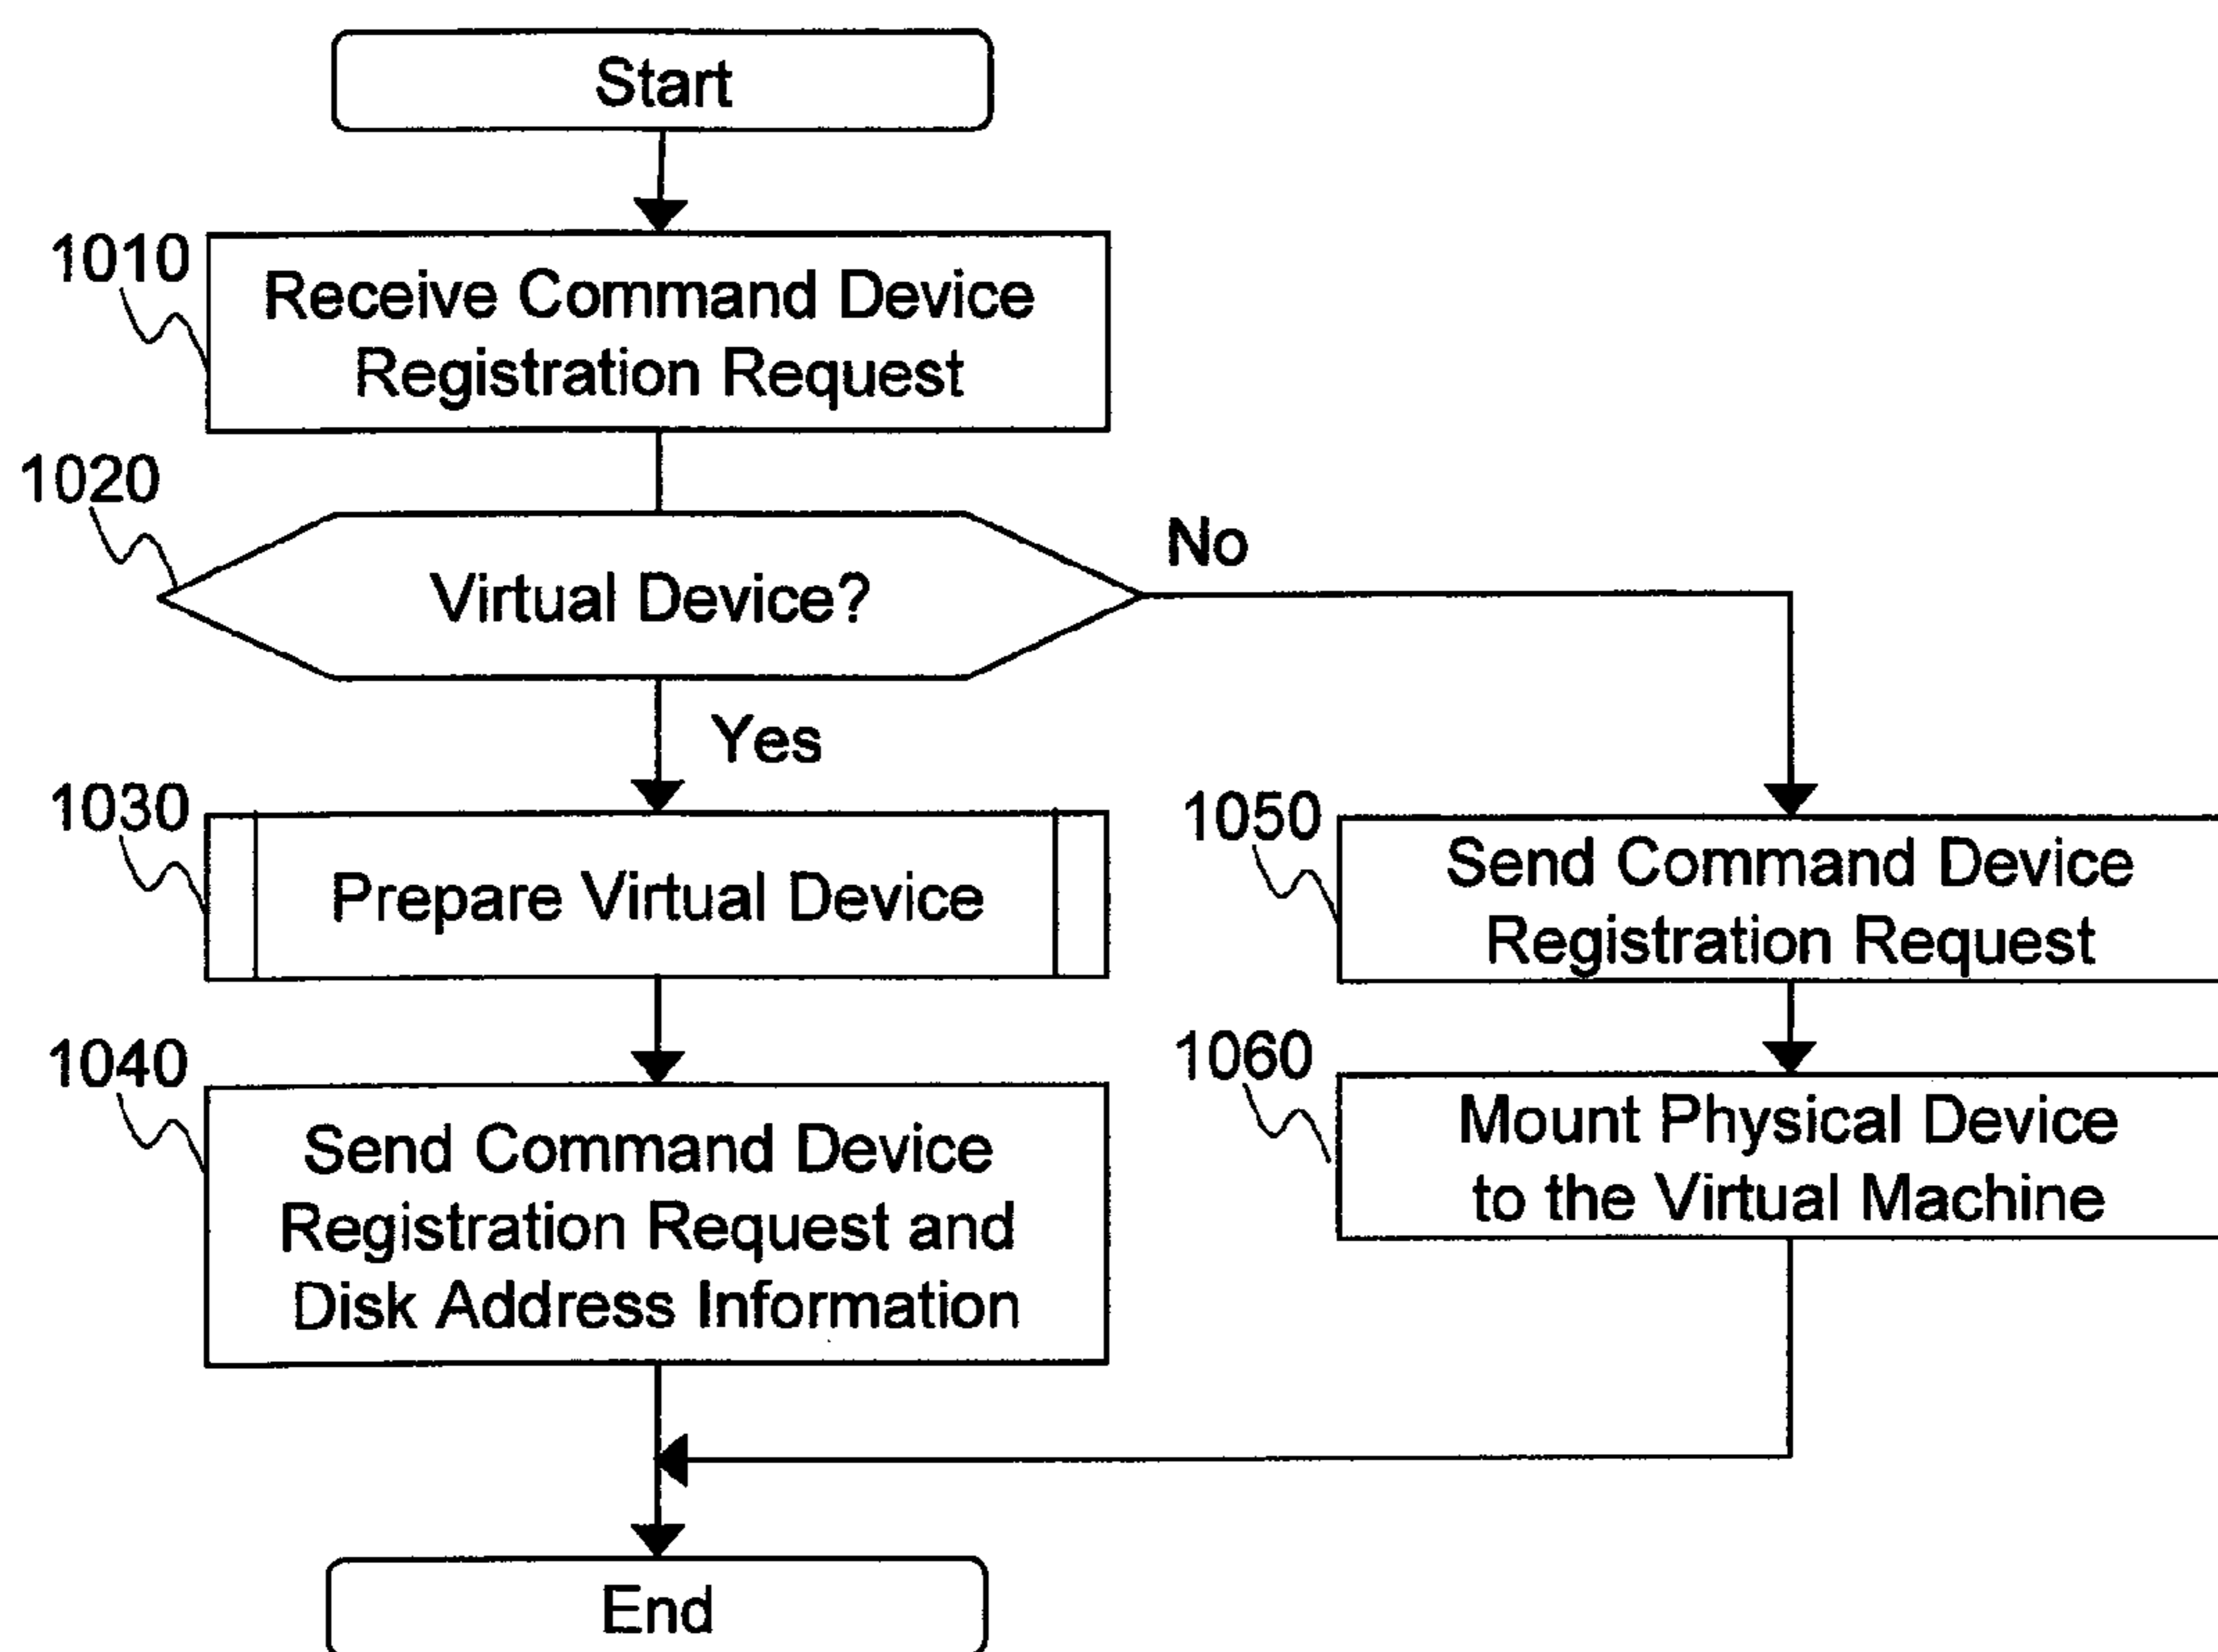 Start
1010
Receive Command Device
Registration Request
1020
Virtual Device?
No
Yes
1030
Prepare Virtual Device
1040
Send Command Device
Registration Request and
Disk Address Information
1050
Send Command Device
Registration Request
1060
Mount Physical Device
to the Virtual Machine
End